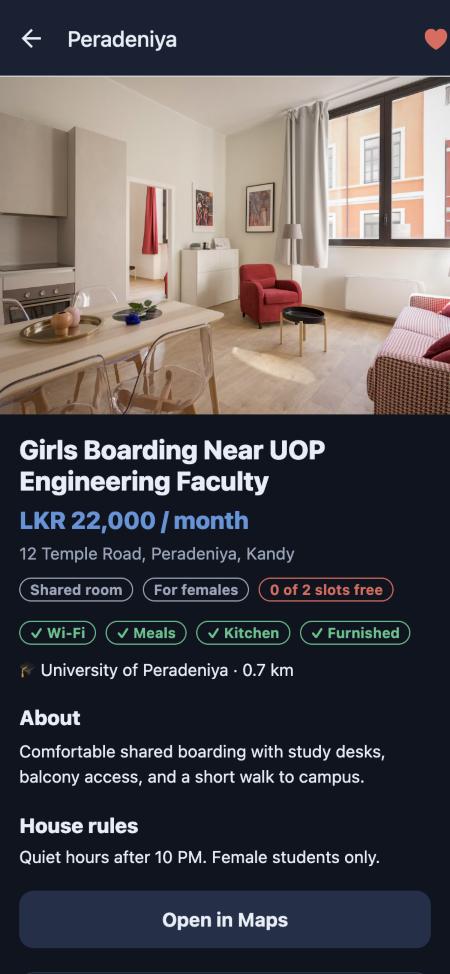 Peradeniya
Girls Boarding Near UOP
Engineering Faculty
LKR 22,000 / month
12 Temple Road, Peradeniya, Kandy
Shared room
For females
0 of 2 slots free
✓ Wi-Fi
✓ Meals
✓ Kitchen
✓ Furnished
🎓 University of Peradeniya · 0.7 km
About
Comfortable shared boarding with study desks,
balcony access, and a short walk to campus.
House rules
Quiet hours after 10 PM. Female students only.
Open in Maps